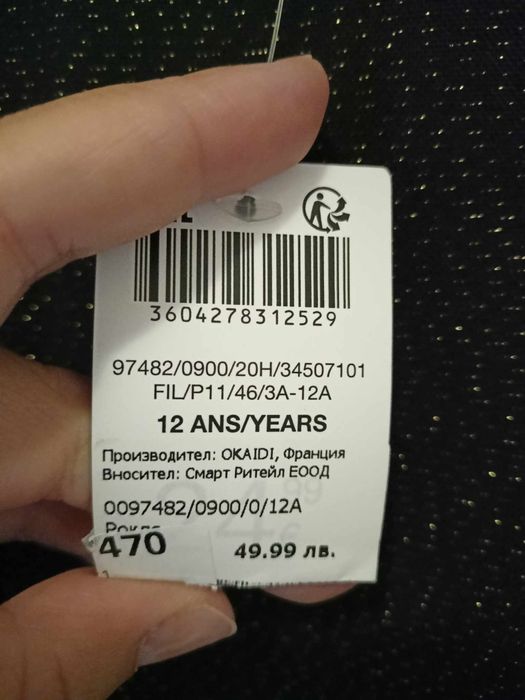 3604278312529
97482/0900/20H/34507101
FIL/P11/46/3A-12A
12 ANS/YEARS
Производител: OKAIDI, Франция
Вносител: Смарт Ритейл ЕООД
0097482/0900/0/12A
470 49.99 лв.